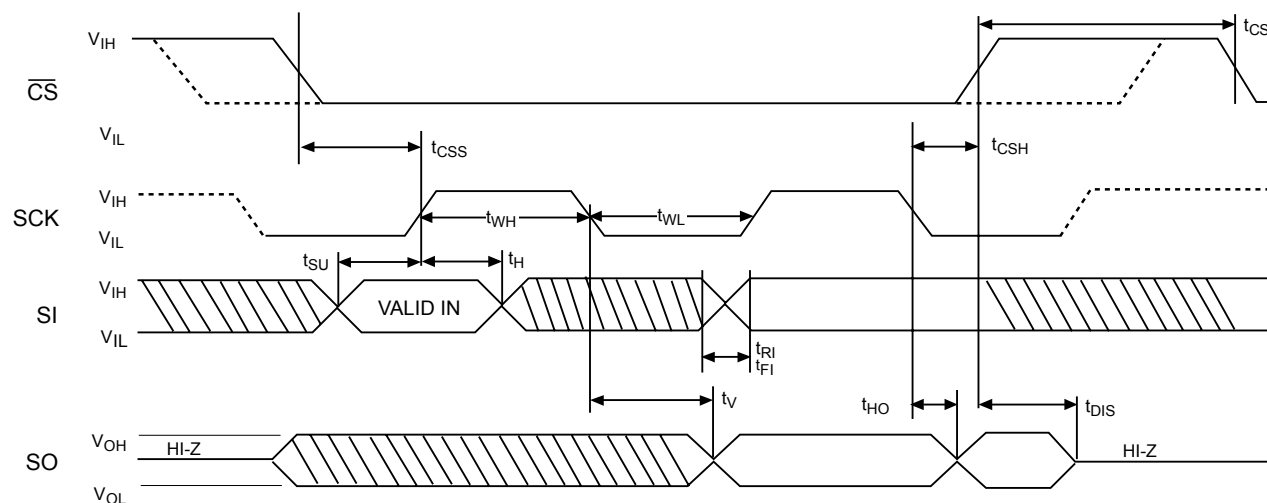 VIH
tCS
CS
VIL
tCSS
tCSH
VIH
SCK
tWH
tWL
VIL
tSU
tH
VIH
SI
VALID IN
VIL
tRI
tFI
tV
tHO
tDIS
VOH
HI-Z
HI-Z
SO
VOL